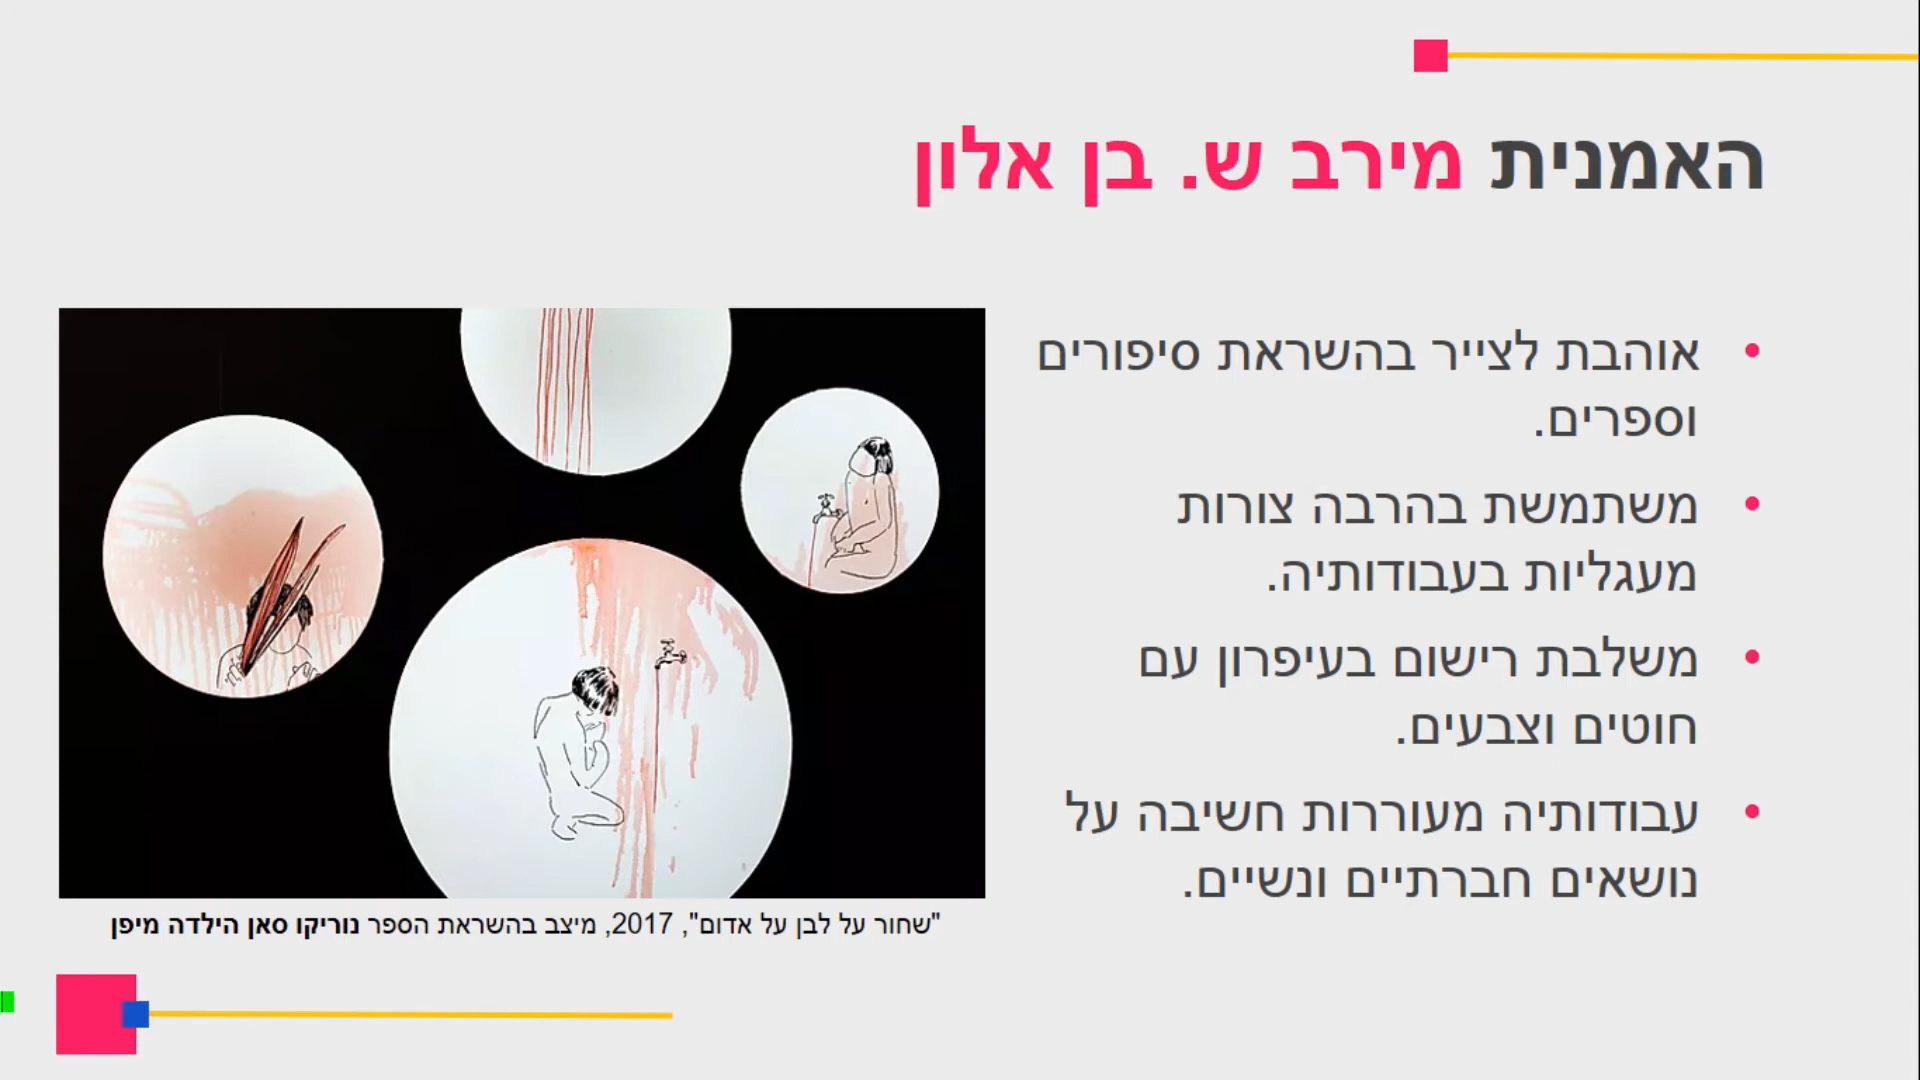 האמנית מירב ש. בן אלון
אוהבת לצייר בהשראת סיפורים
וספרים.
משתמשת בהרבה צורות
מעגליות בעבודותיה.
משלבת רישום בעיפרון עם
חוטים וצבעים.
עבודותיה מעוררות חשיבה על
נושאים חברתיים ונשיים.
"שחור על לבן על אדום", 2017, מיצב בהשראת הספר נוריקו סאן הילדה מיפן